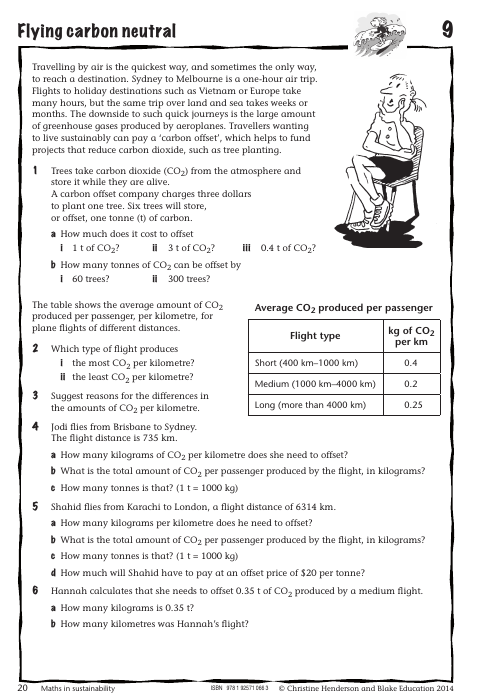 Flying carbon neutral
9
Travelling by air is the quickest way, and sometimes the only way,
to reach a destination. Sydney to Melbourne is a one-hour air trip.
Flights to holiday destinations such as Vietnam or Europe take
many hours, but the same trip over land and sea takes weeks or
months. The downside to such quick journeys is the large amount
of greenhouse gases produced by aeroplanes. Travellers wanting
to live sustainably can pay a ‘carbon offset’, which helps to fund
projects that reduce carbon dioxide, such as tree planting.
1 Trees take carbon dioxide (CO₂) from the atmosphere and
store it while they are alive.
A carbon offset company charges three dollars
to plant one tree. Six trees will store,
or offset, one tonne (t) of carbon.
a How much does it cost to offset
i 1 t of CO₂? ii 3 t of CO₂? iii 0.4 t of CO₂?
b How many tonnes of CO₂ can be offset by
i 60 trees? ii 300 trees?
The table shows the average amount of CO₂
produced per passenger, per kilometre, for
plane flights of different distances.
2 Which type of flight produces
i the most CO₂ per kilometre?
ii the least CO₂ per kilometre?
3 Suggest reasons for the differences in
the amounts of CO₂ per kilometre.
Average CO₂ produced per passenger
Flight type
kg of CO₂
per km
Short (400 km–1000 km) 0.4
Medium (1000 km–4000 km) 0.2
Long (more than 4000 km) 0.25
4 Jodi flies from Brisbane to Sydney.
The flight distance is 735 km.
a How many kilograms of CO₂ per kilometre does she need to offset?
b What is the total amount of CO₂ per passenger produced by the flight, in kilograms?
c How many tonnes is that? (1 t = 1000 kg)
5 Shahid flies from Karachi to London, a flight distance of 6314 km.
a How many kilograms per kilometre does he need to offset?
b What is the total amount of CO₂ per passenger produced by the flight, in kilograms?
c How many tonnes is that? (1 t = 1000 kg)
d How much will Shahid have to pay at an offset price of $20 per tonne?
6 Hannah calculates that she needs to offset 0.35 t of CO₂ produced by a medium flight.
a How many kilograms is 0.35 t?
b How many kilometres was Hannah’s flight?
20 Maths in sustainability ISBN 978 1 92571 066 3 © Christine Henderson and Blake Education 2014